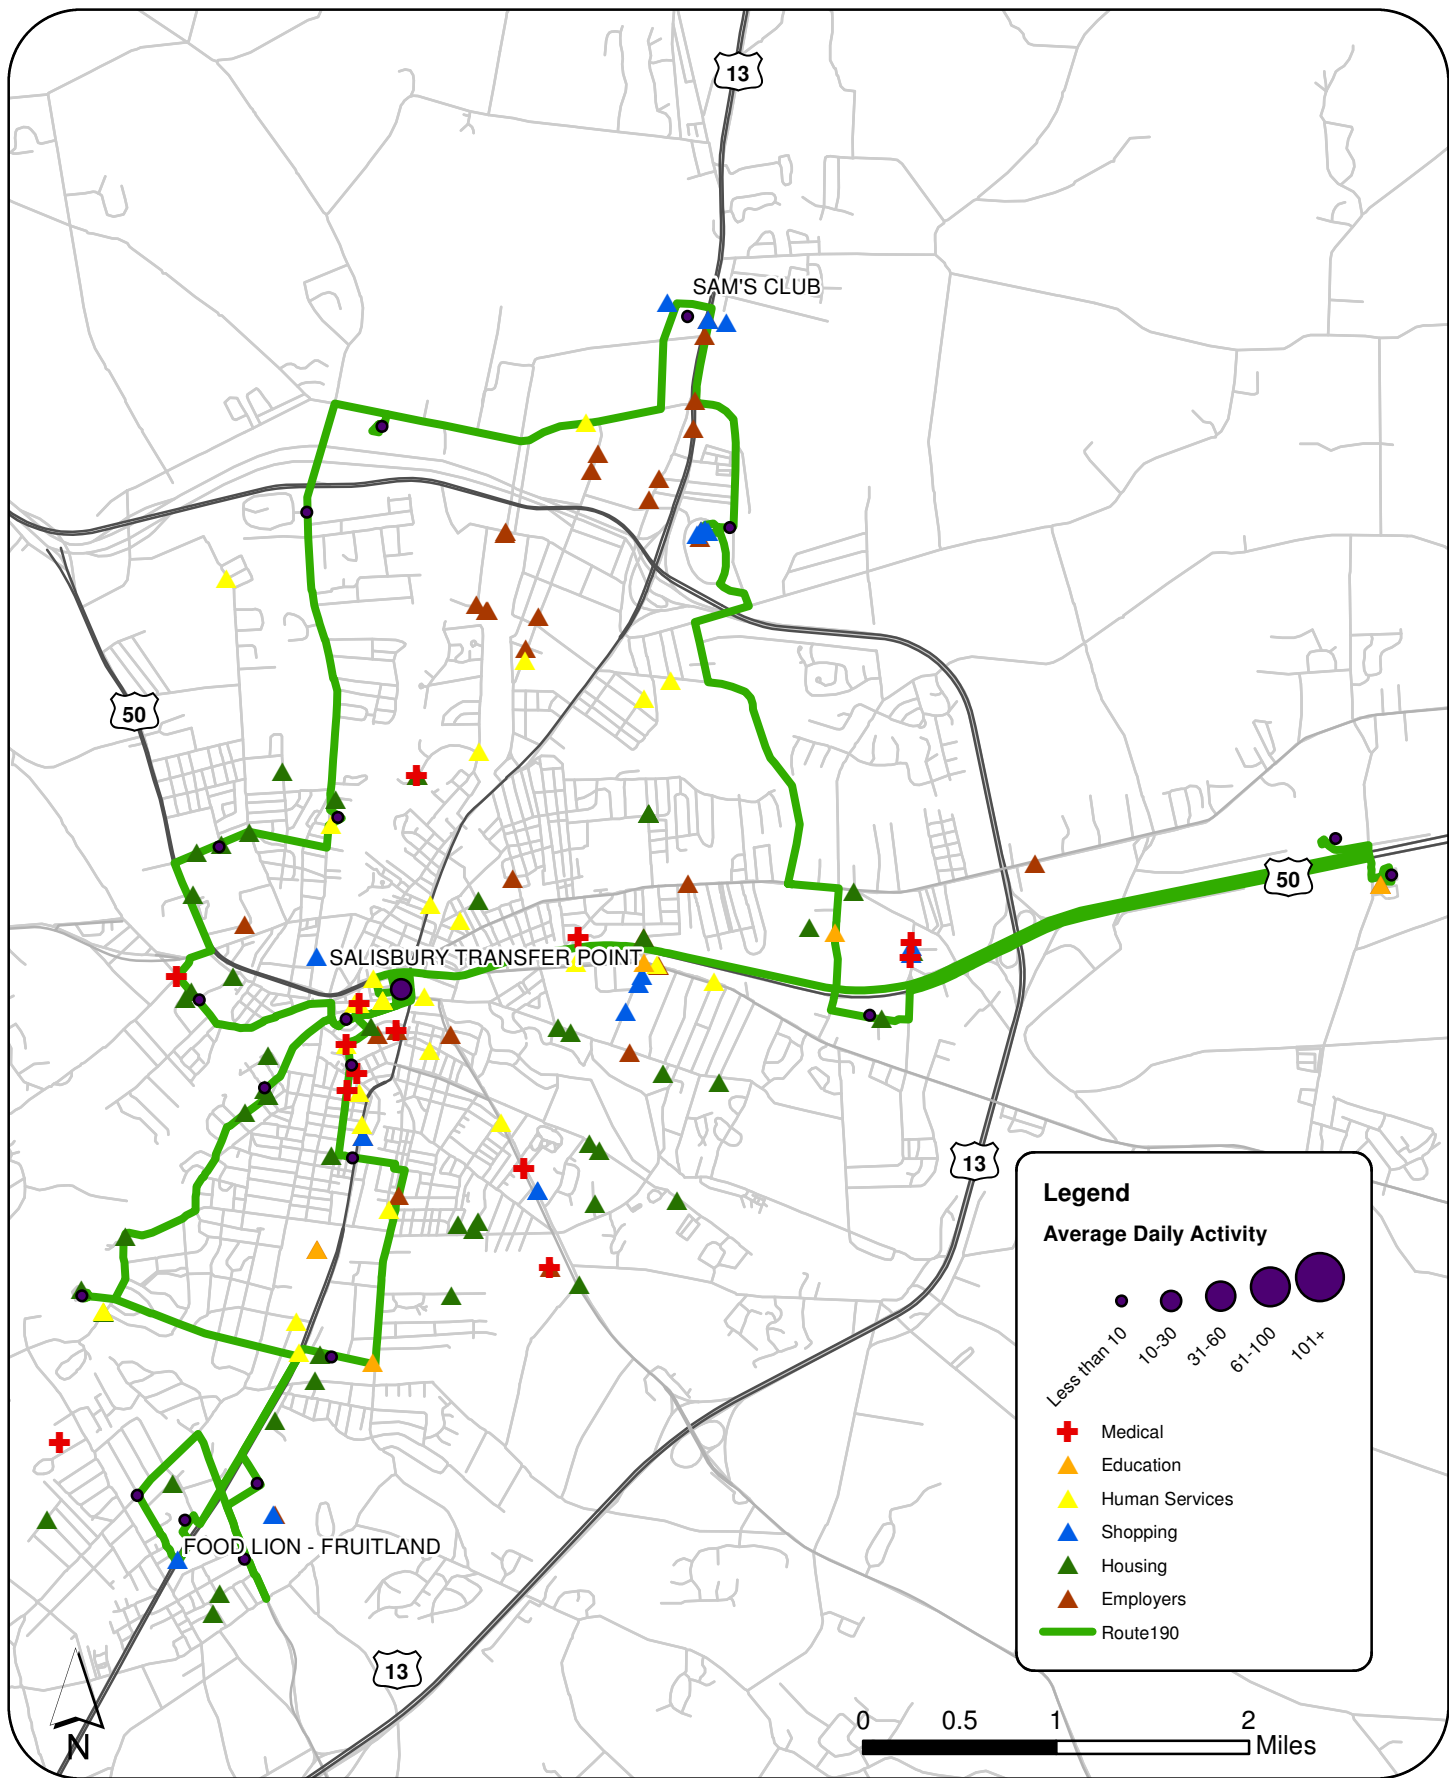 13
SAM'S CLUB
50
50
SALISBURY TRANSFER POINT
13
Legend
Average Daily Activity
Less than 10
10-30
31-60
61-100
101+
Medical
Education
Human Services
Shopping
Housing
Employers
Route190
FOOD LION - FRUITLAND
13
N
0 0.5 1 2
Miles